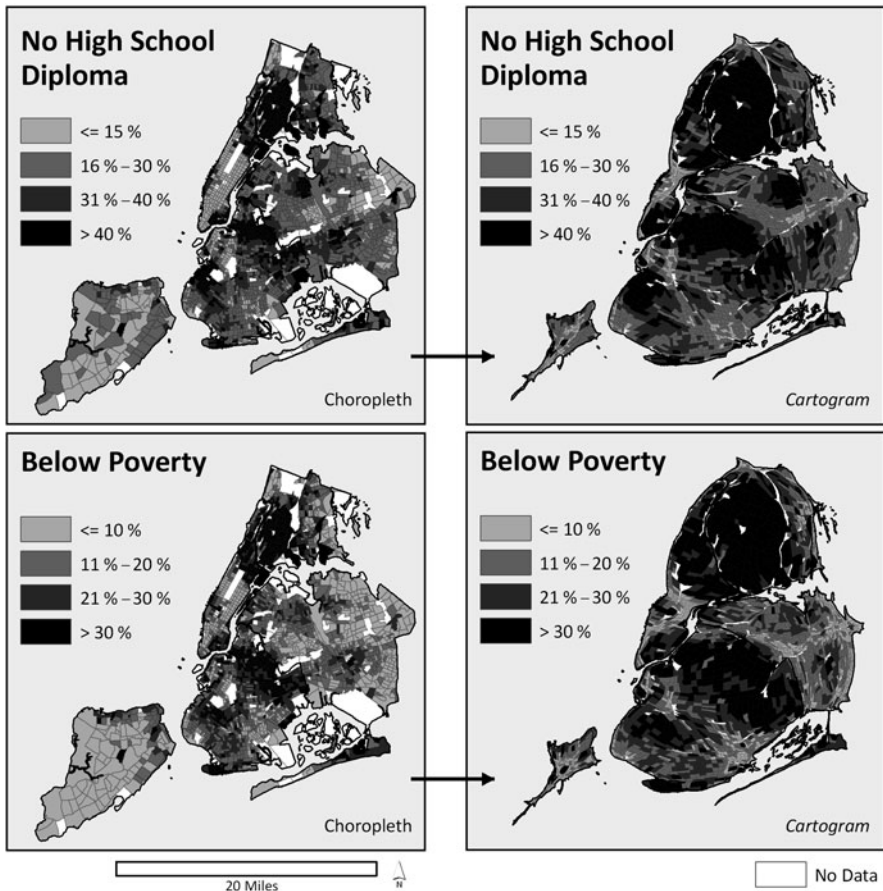 No High School
Diploma
<= 15 %
16 % – 30 %
31 % – 40 %
> 40 %
Choropleth
No High School
Diploma
<= 15 %
16 % – 30 %
31 % – 40 %
> 40 %
Cartogram
Below Poverty
<= 10 %
11 % – 20 %
21 % – 30 %
> 30 %
Choropleth
Below Poverty
<= 10 %
11 % – 20 %
21 % – 30 %
> 30 %
Cartogram
20 Miles
N
No Data